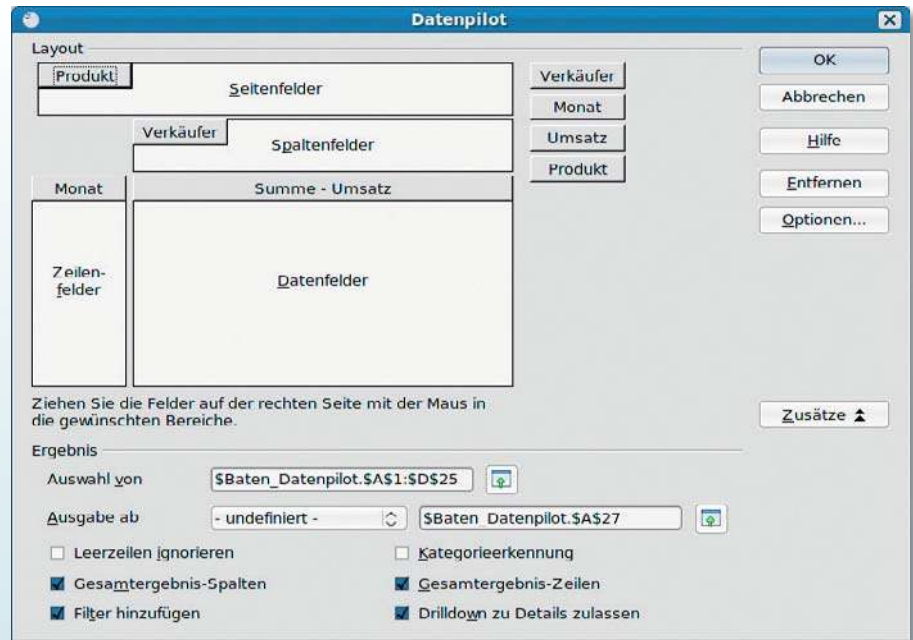 Datenpilot
Layout
Produkt
Seitenfelder
Verkäufer
Spaltenfelder
Monat
Summe - Umsatz
Zeilen-
felder
Datenfelder
Verkäufer
Monat
Umsatz
Produkt
OK
Abbrechen
Hilfe
Entfernen
Optionen...
Ziehen Sie die Felder auf der rechten Seite mit der Maus in
die gewünschten Bereiche.
Zusätze
Ergebnis
Auswahl von $Baten_Datenpilot.$A$1:$D$25
Ausgabe ab - undefiniert - $Baten_Datenpilot.$A$27
Leerzeilen ignorieren Kategorieerkennung
Gesamtergebnis-Spalten Gesamtergebnis-Zeilen
Filter hinzufügen Drilldown zu Details zulassen